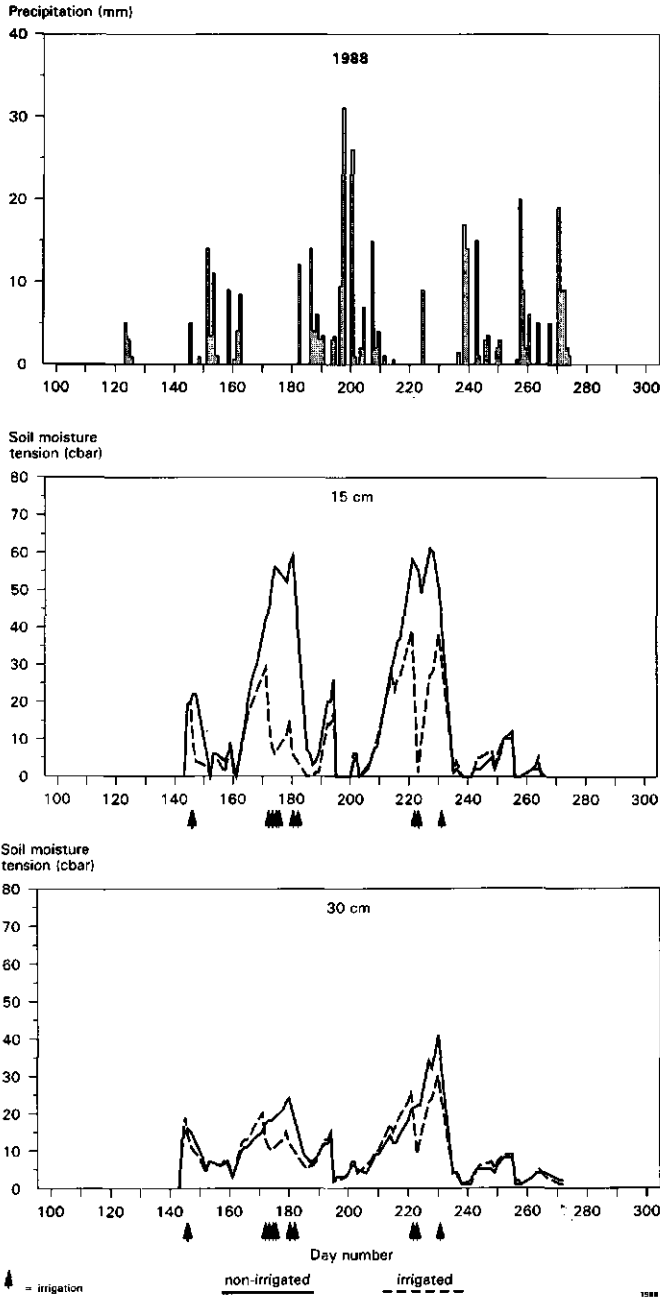 Precipitation (mm)
40
1988
30
20
10
0
100 120 140 160 180 200 220 240 260 280 300
Soil moisture
tension (cbar)
80
15 cm
70
60
50
40
30
20
10
0
100 120 140 160 180 200 220 240 260 280 300
Soil moisture
tension (cbar)
80
30 cm
70
60
50
40
30
20
10
0
100 120 140 160 180 200 220 240 260 280 300
Day number
= irrigation non-irrigated irrigated
1988